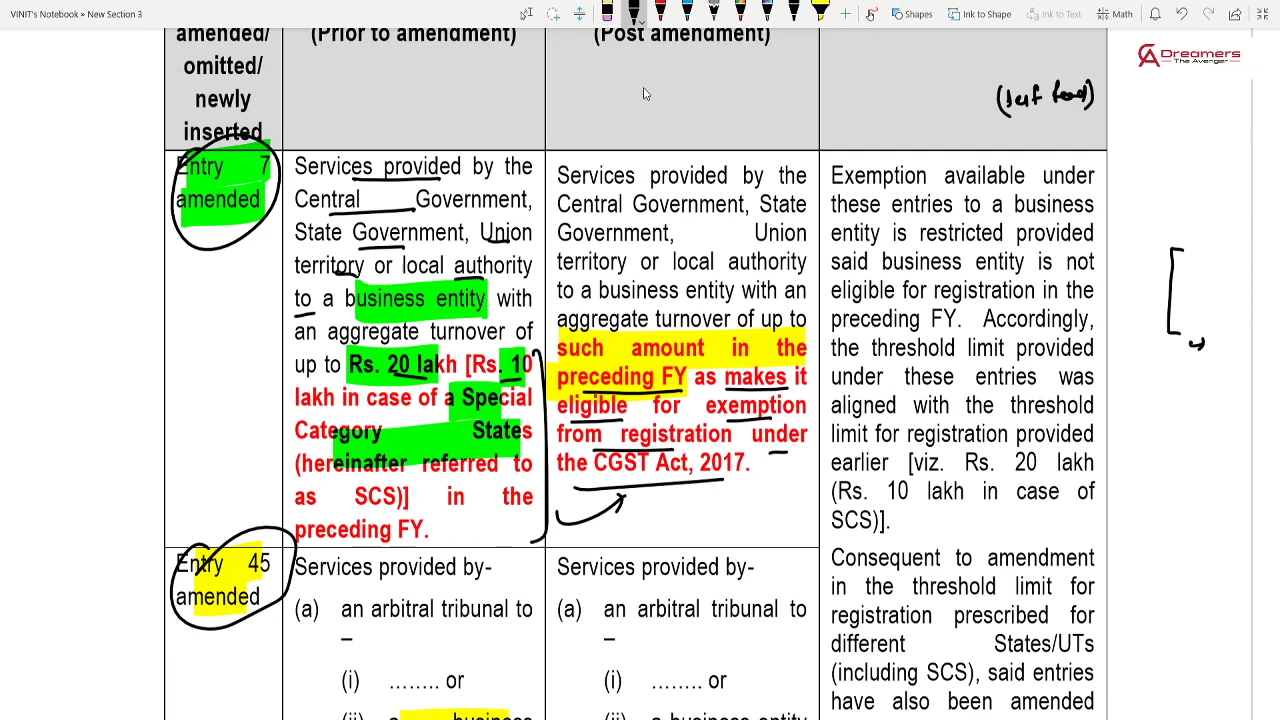 VINIT's Notebook » New Section 3
Shapes
Ink to Shape
Ink to Text
Math
CA Dreamers
The Avenger
amended/
omitted/
newly
inserted
(Prior to amendment)
(Post amendment)
Entry 7
amended
Services provided by the
Central Government,
State Government, Union
territory or local authority
to a business entity with
an aggregate turnover of
up to Rs. 20 lakh [Rs. 10
lakh in case of a Special
Category States
(hereinafter referred to
as SCS)] in the
preceding FY.
Services provided by the
Central Government, State
Government, Union
territory or local authority
to a business entity with an
aggregate turnover of up to
such amount in the
preceding FY as makes it
eligible for exemption
from registration under
the CGST Act, 2017.
Exemption available under
these entries to a business
entity is restricted provided
said business entity is not
eligible for registration in the
preceding FY. Accordingly,
the threshold limit provided
under these entries was
aligned with the threshold
limit for registration provided
earlier [viz. Rs. 20 lakh
(Rs. 10 lakh in case of
SCS)].
Consequent to amendment
in the threshold limit for
registration prescribed for
different States/UTs
(including SCS), said entries
have also been amended
Entry 45
amended
Services provided by-
(a) an arbitral tribunal to
–
(i) …….. or
(ii) a business
Services provided by-
(a) an arbitral tribunal to
–
(i) …….. or
(ii) a business entity